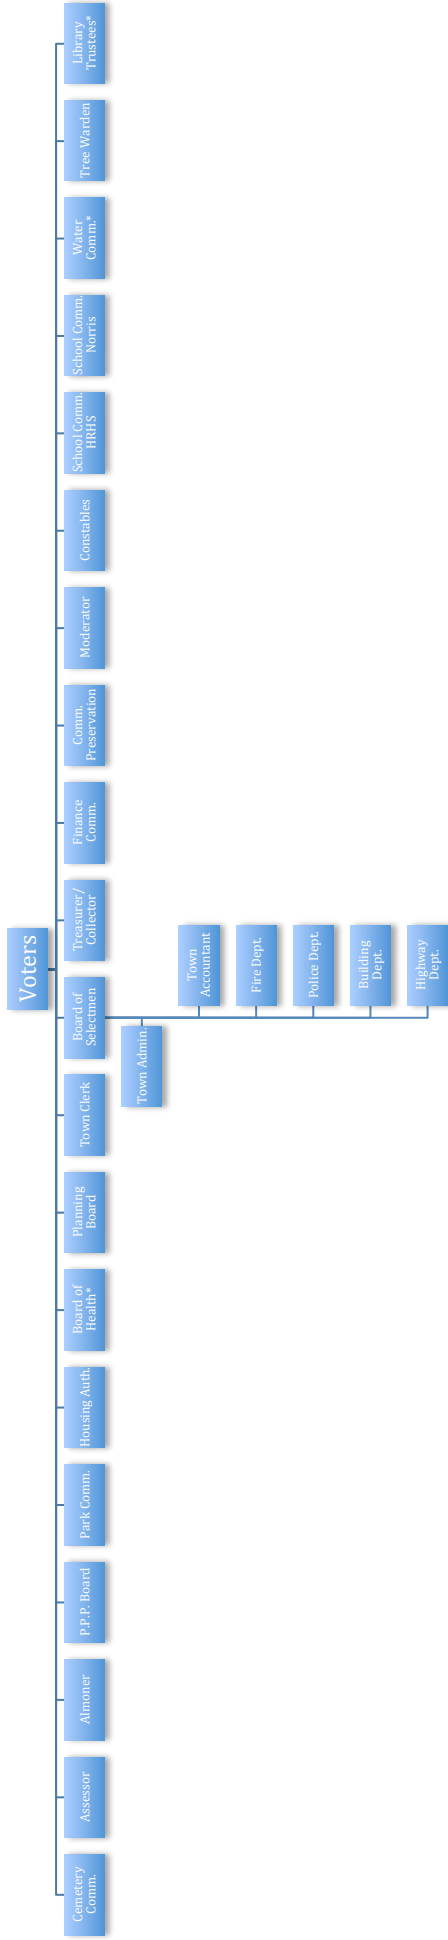 Voters
Cemetery
Comm.
Assessor
Almoner
P.P.P. Board
Park Comm.
Housing Auth.
Board of
Health*
Planning
Board
Town Clerk
Board of
Selectmen
Treasurer/
Collector
Finance
Comm.
Comm.
Preservation
Moderator
Constables
School Comm.
HRHS
School Comm.
Norris
Water
Comm.*
Tree Warden
Library
Trustees*
Town Admin.
Town
Accountant
Fire Dept.
Police Dept.
Building
Dept.
Highway
Dept.